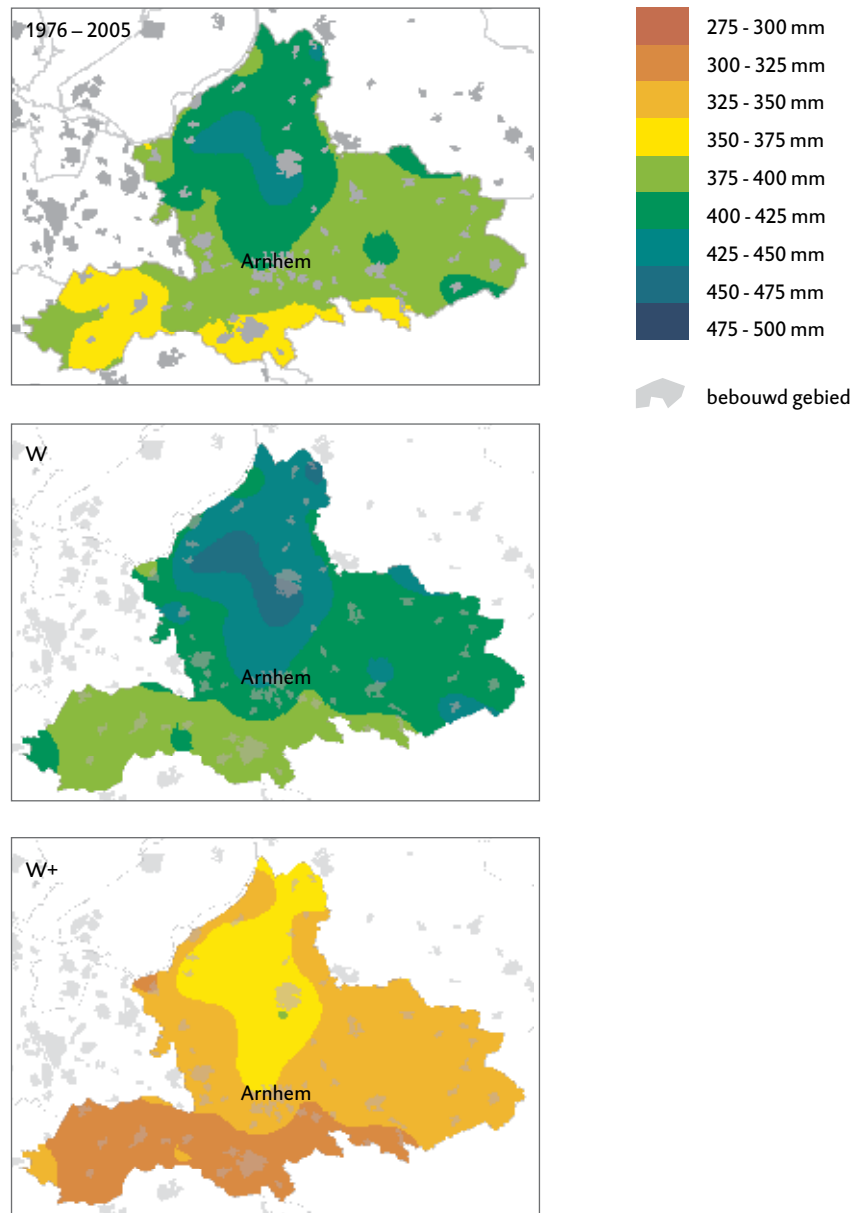 1976 – 2005
Arnhem
275 - 300 mm
300 - 325 mm
325 - 350 mm
350 - 375 mm
375 - 400 mm
400 - 425 mm
425 - 450 mm
450 - 475 mm
475 - 500 mm
bebouwd gebied
W
Arnhem
W+
Arnhem